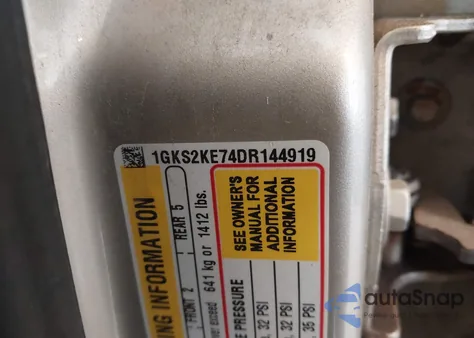 1GKS2KE74DR144919
SEE OWNER'S
MANUAL FOR
ADDITIONAL
INFORMATION
ING INFORMATION
FRONT 2 REAR 5
exceed 641 kg or 1412 lbs.
E PRESSURE
32 PSI
32 PSI
35 PSI
autoSnap